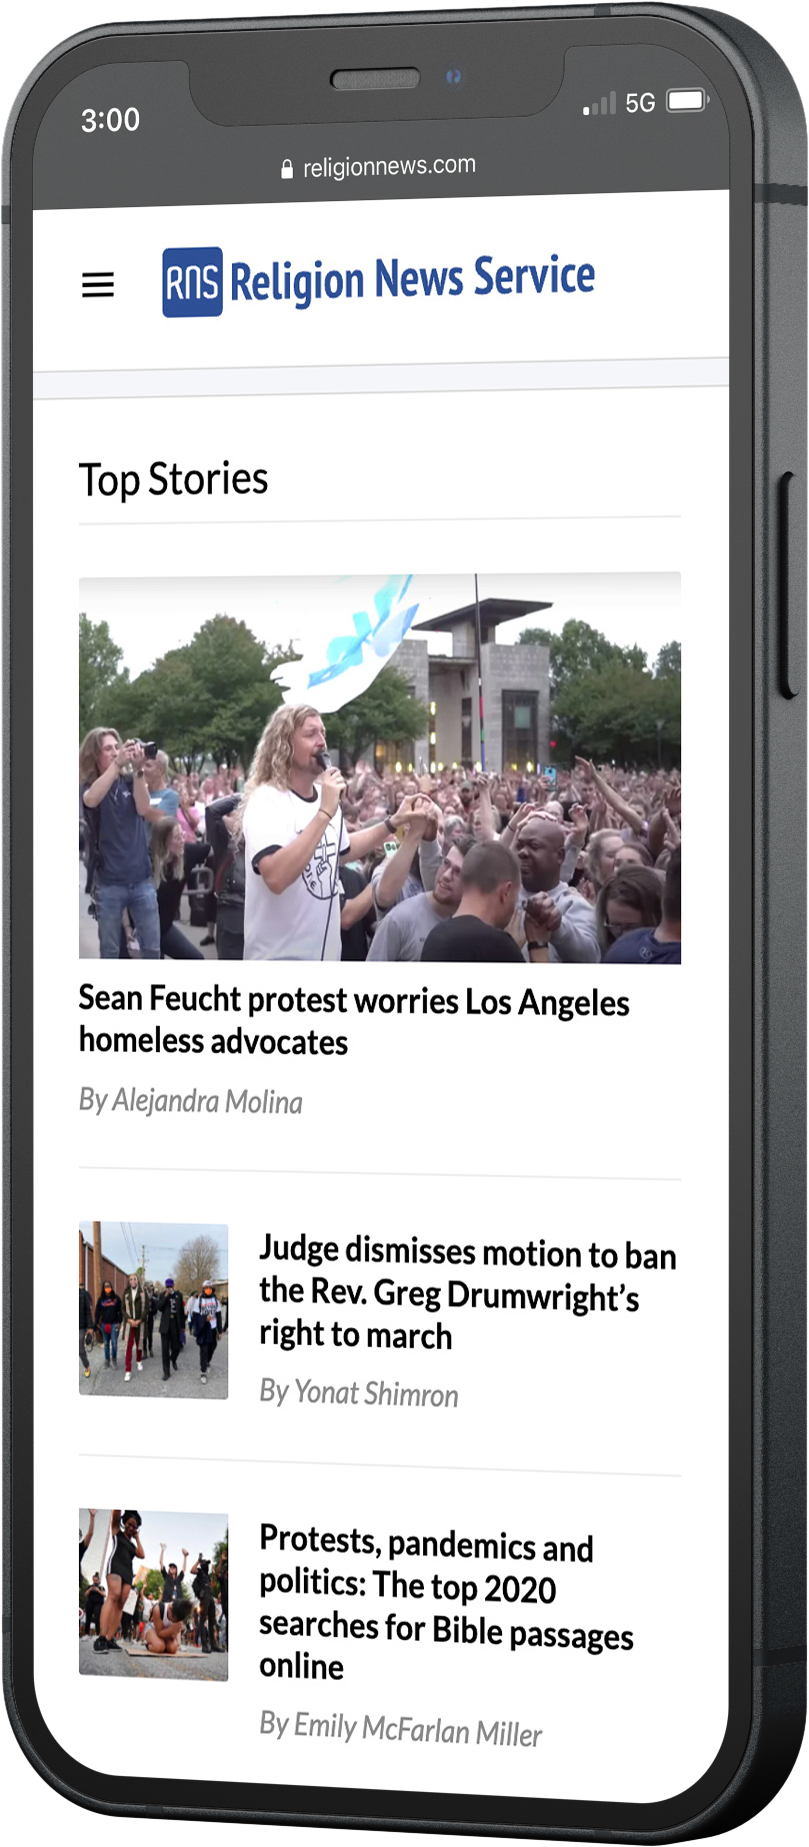 3:00
5G
religionnews.com
RNS Religion News Service
Top Stories
Sean Feucht protest worries Los Angeles
homeless advocates
By Alejandra Molina
Judge dismisses motion to ban
the Rev. Greg Drumwright’s
right to march
By Yonat Shimron
Protests, pandemics and
politics: The top 2020
searches for Bible passages
online
By Emily McFarlan Miller